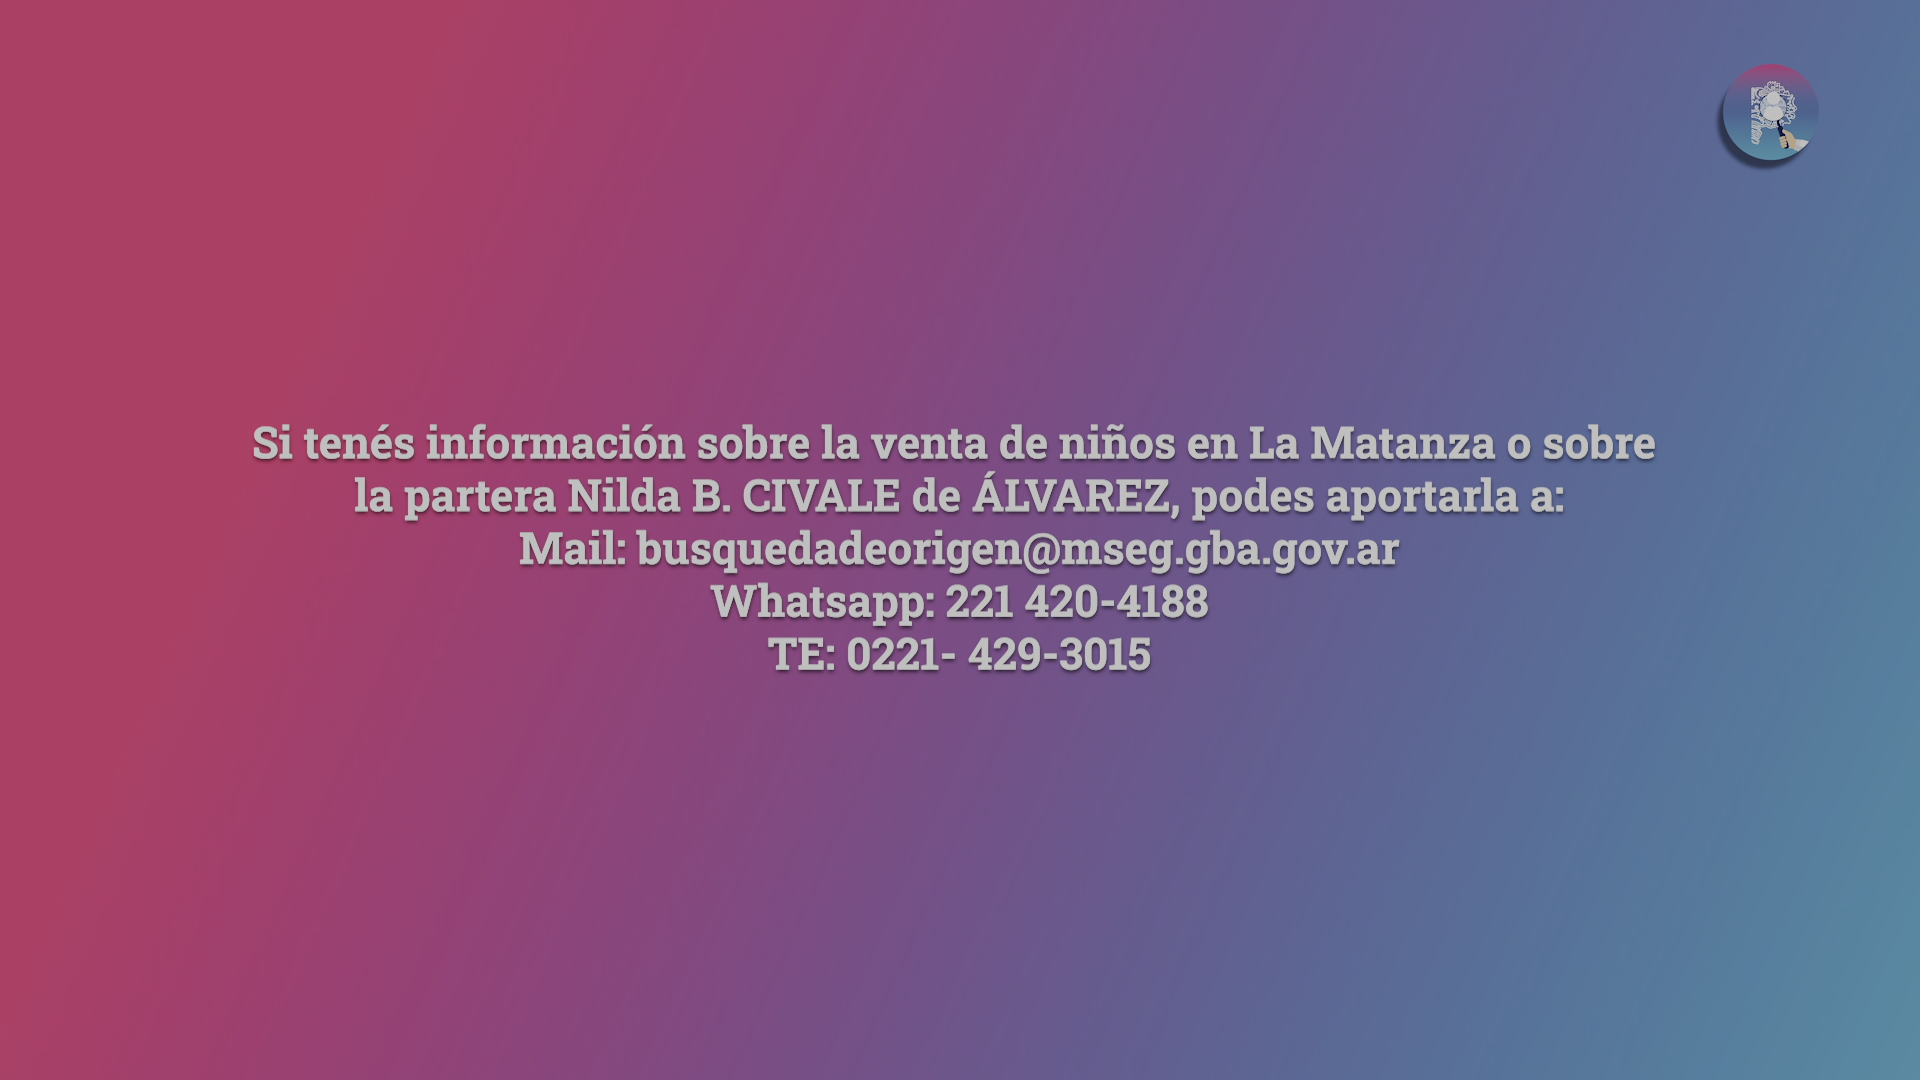 Si tenés información sobre la venta de niños en La Matanza o sobre
la partera Nilda B. CIVALE de ÁLVAREZ, podes aportarla a:
Mail: busquedadeorigen@mseg.gba.gov.ar
Whatsapp: 221 420-4188
TE: 0221- 429-3015